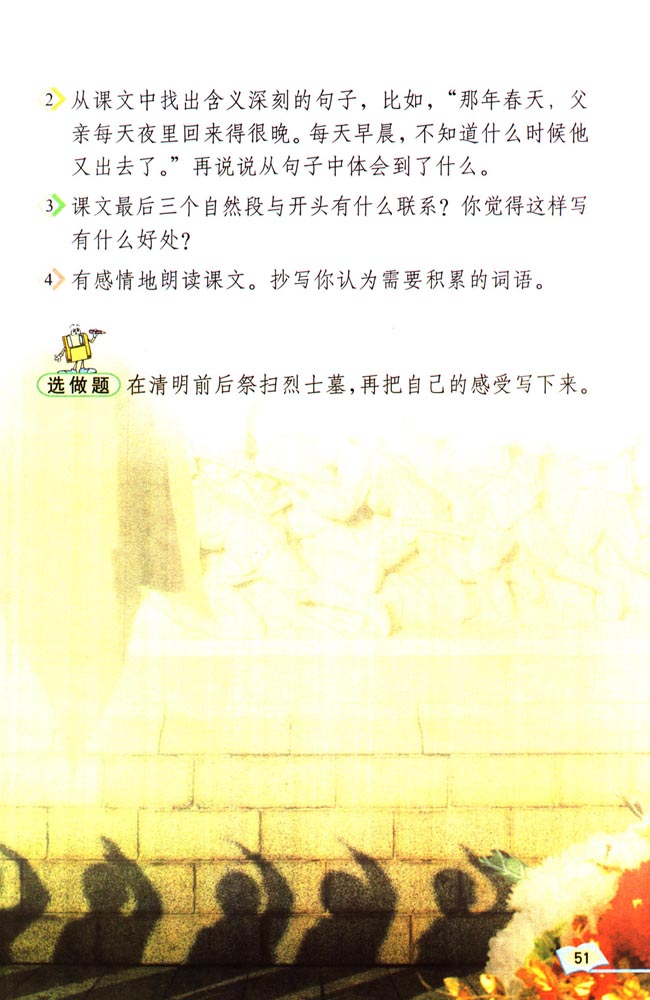 2 从课文中找出含义深刻的句子，比如，“那年春天，父
亲每天夜里回来得很晚。每天早晨，不知道什么时候他
又出去了。”再说说从句子中体会到了什么。
3 课文最后三个自然段与开头有什么联系？你觉得这样写
有什么好处？
4 有感情地朗读课文。抄写你认为需要积累的词语。
选做题 在清明前后祭扫烈士墓，再把自己的感受写下来。
51